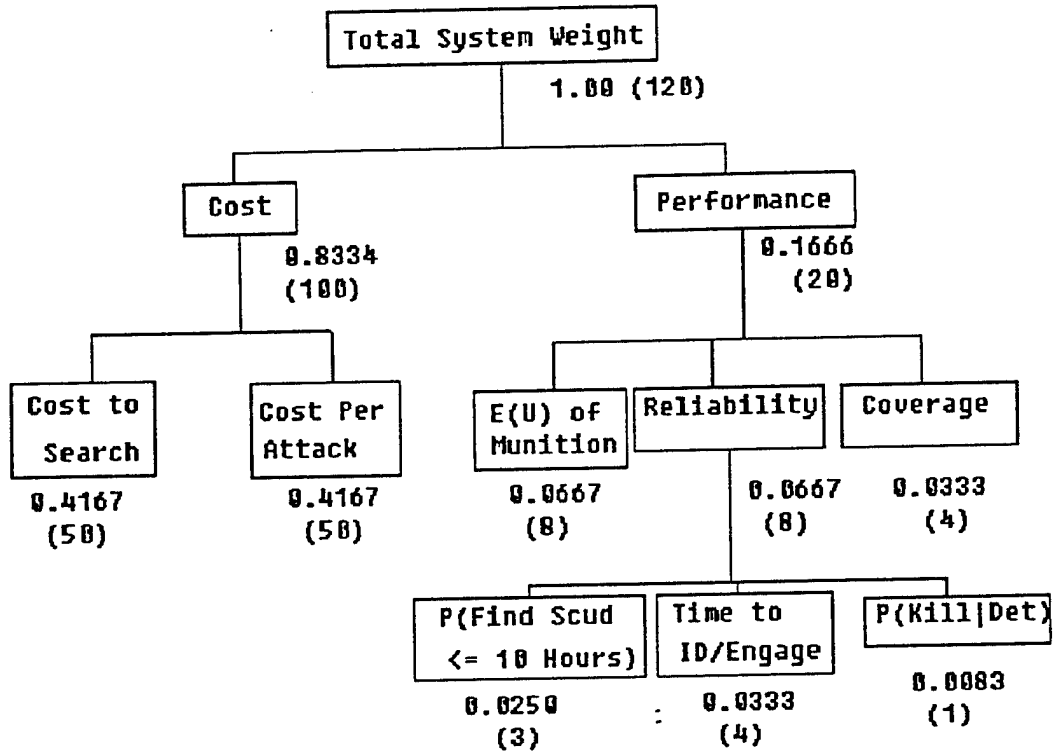 Total System Weight
1.00 (120)
Cost
Performance
0.8334
(100)
0.1666
(20)
Cost to
Search
Cost Per
Attack
E(U) of
Munition
Reliability
Coverage
0.4167
(50)
0.4167
(50)
0.0667
(8)
0.0667
(8)
0.0333
(4)
P(Find Scud
<= 10 Hours)
Time to
ID/Engage
P(Kill|Det)
0.0250
(3)
0.0333
(4)
0.0083
(1)